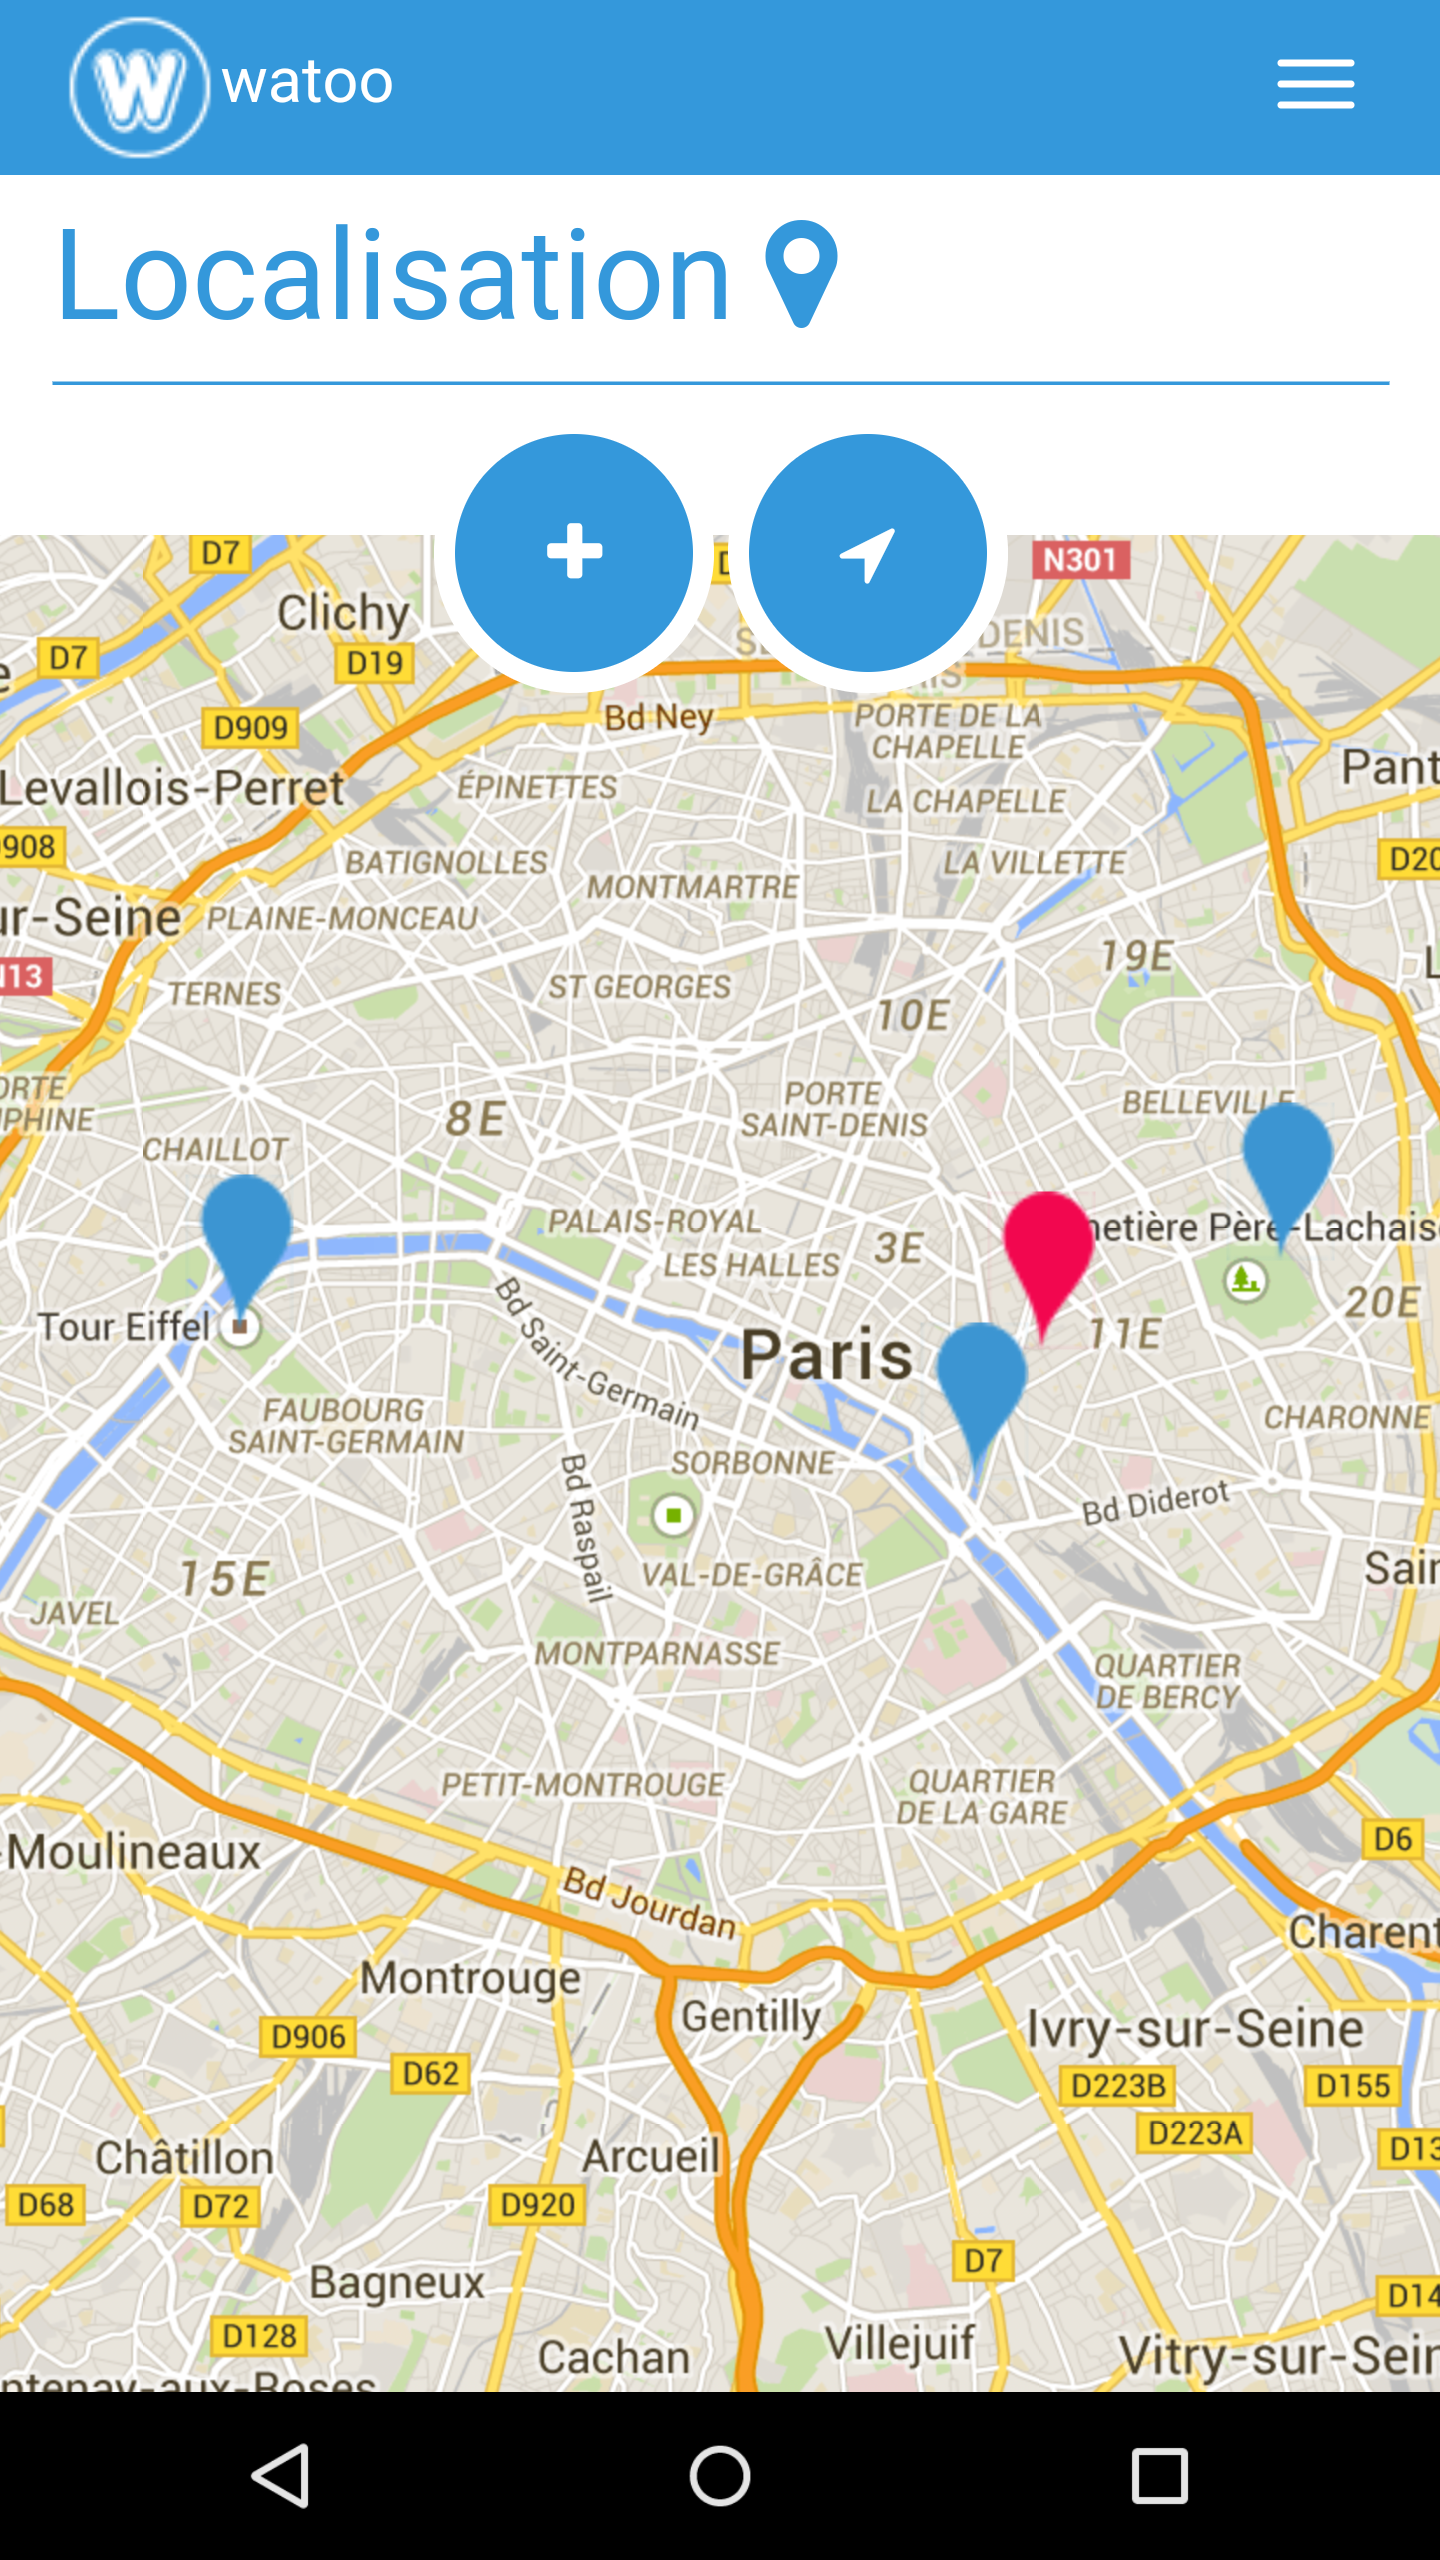 watoo
Localisation
D7
N301
Clichy
DENIS
D7
D19
D909
Bd Ney
PORTE DE LA
CHAPELLE
Levallois-Perret
ÉPINETTES
LA CHAPELLE
Pant
908
BATIGNOLLES
MONTMARTRE
LA VILLETTE
D20
ur-Seine
PLAINE-MONCEAU
19E
N13
TERNES
ST GEORGES
10E
ORTE
PHINE
8E
PORTE
SAINT-DENIS
BELLEVILLE
CHAILLOT
PALAIS-ROYAL
LES HALLES
3E
netière Père-Lachais
Tour Eiffel
Bd Saint-Germain
Paris
11E
20E
FAUBOURG
SAINT-GERMAIN
SORBONNE
CHARONNE
Bd Raspail
Bd Diderot
15E
VAL-DE-GRÂCE
Sain
JAVEL
MONTPARNASSE
QUARTIER
DE BERCY
PETIT-MONTROUGE
QUARTIER
DE LA GARE
-Moulineaux
D6
Bd Jourdan
Charent
Montrouge
Gentilly
Ivry-sur-Seine
D906
D62
D223B
D155
D223A
D13
Châtillon
Arcueil
D68
D72
D920
D7
Bagneux
D14
D128
Cachan
Villejuif
Vitry-sur-Sein
ntenay-aux-Roses